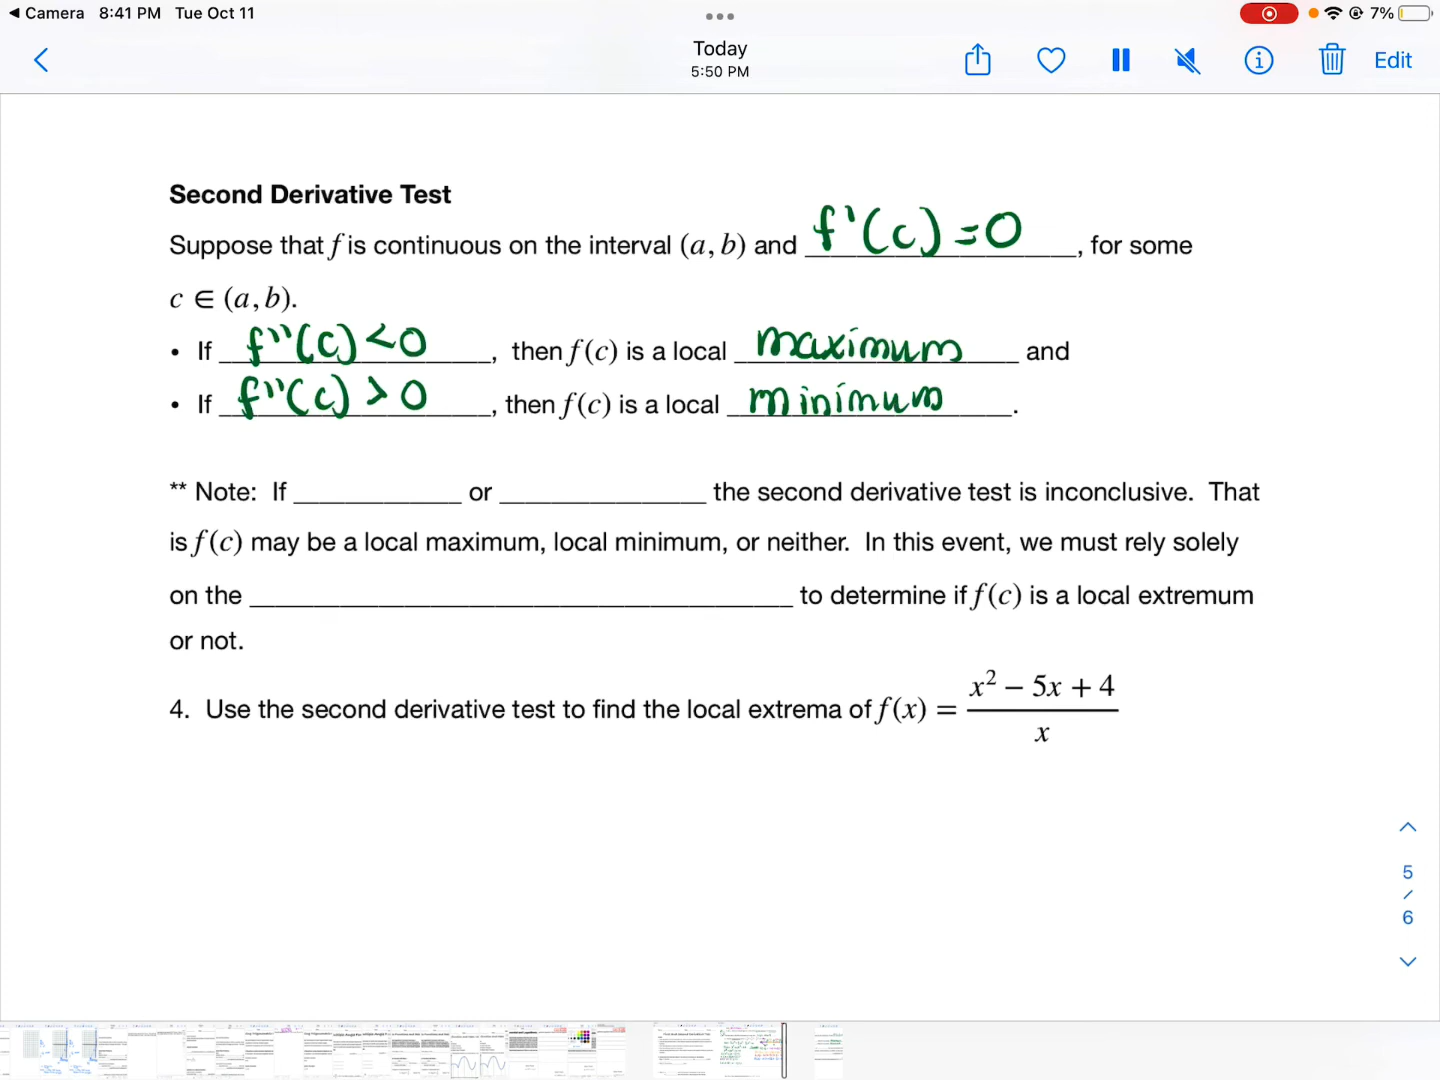 ◀ Camera 8:41 PM Tue Oct 11 7%
Today
5:50 PM
Edit
Second Derivative Test
Suppose that f is continuous on the interval (a, b) and f'(c) = 0, for some
c ∈ (a, b).
• If f''(c) < 0, then f(c) is a local maximum and
• If f''(c) > 0, then f(c) is a local minimum.
** Note: If ____________ or ____________ the second derivative test is inconclusive. That
is f(c) may be a local maximum, local minimum, or neither. In this event, we must rely solely
on the ____________ to determine if f(c) is a local extremum
or not.
4. Use the second derivative test to find the local extrema of f(x) = (x² − 5x + 4)/x
5
/
6